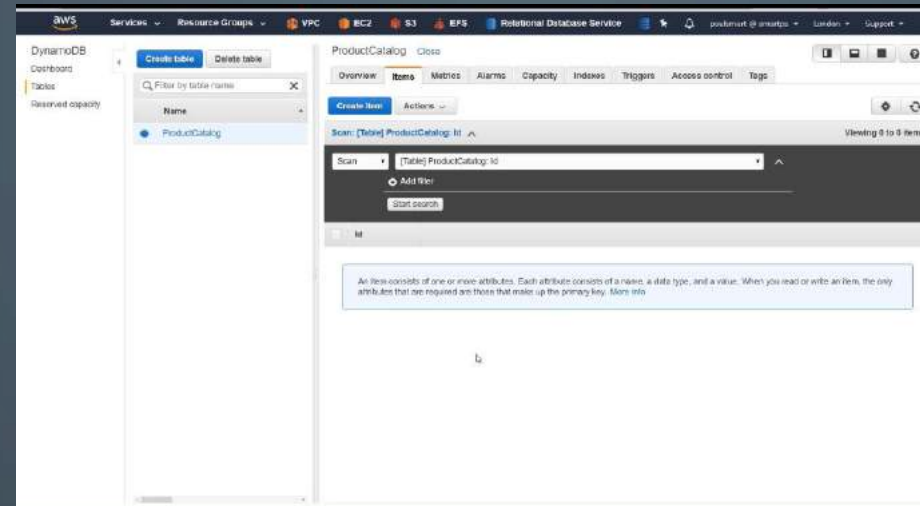 aws Services Resource Groups VPC EC2 S3 EFS Relational Database Service London Support
DynamoDB
Dashboard
Tables
Reserved capacity
Create table Delete table
Filter by table name
Name
ProductCatalog
ProductCatalog Close
Overview Items Metrics Alarms Capacity Indexes Triggers Access control Tags
Create item Actions
Scan: [Table] ProductCatalog: Id
Viewing 0 to 0 item
Scan [Table] ProductCatalog: Id
Add filter
Start search
Id
An item consists of one or more attributes. Each attribute consists of a name, a data type, and a value. When you read or write an item, the only
attributes that are required are those that make up the primary key. More info